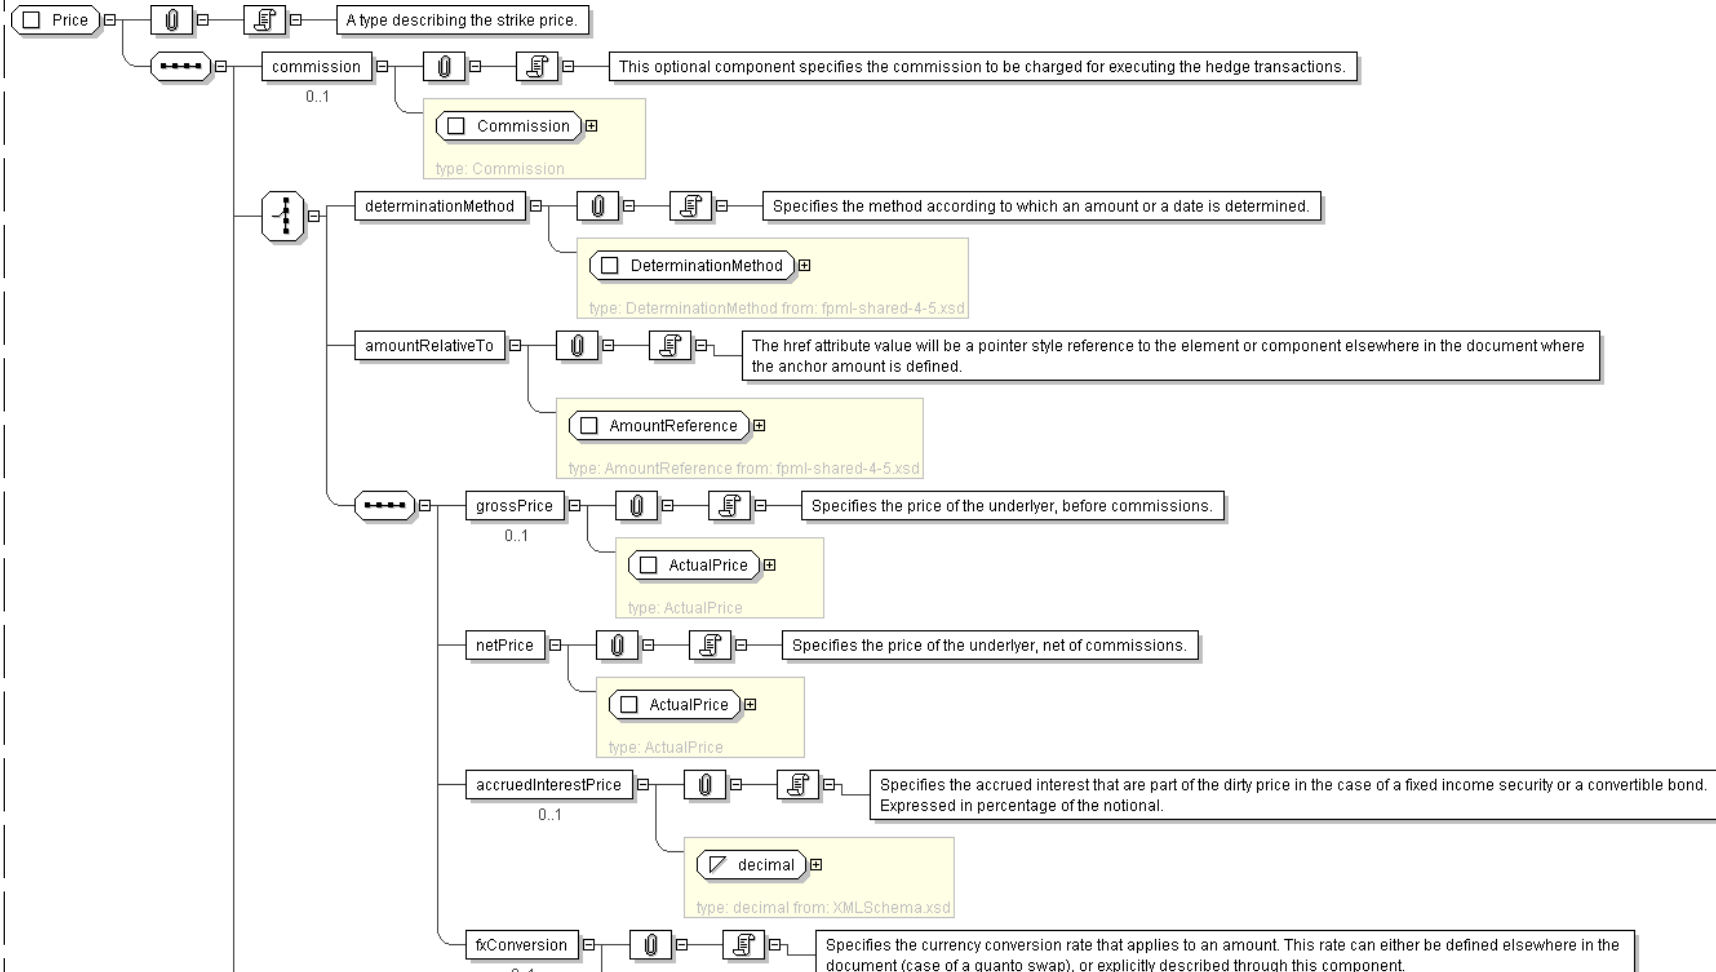 Price
A type describing the strike price.
commission
This optional component specifies the commission to be charged for executing the hedge transactions.
0..1
Commission
type: Commission
determinationMethod
Specifies the method according to which an amount or a date is determined.
DeterminationMethod
type: DeterminationMethod from: fpml-shared-4-5.xsd
amountRelativeTo
The href attribute value will be a pointer style reference to the element or component elsewhere in the document where
the anchor amount is defined.
AmountReference
type: AmountReference from: fpml-shared-4-5.xsd
grossPrice
Specifies the price of the underlyer, before commissions.
0..1
ActualPrice
type: ActualPrice
netPrice
Specifies the price of the underlyer, net of commissions.
ActualPrice
type: ActualPrice
accruedInterestPrice
Specifies the accrued interest that are part of the dirty price in the case of a fixed income security or a convertible bond.
Expressed in percentage of the notional.
0..1
decimal
type: decimal from: XMLSchema.xsd
fxConversion
Specifies the currency conversion rate that applies to an amount. This rate can either be defined elsewhere in the
document (case of a quanto swap), or explicitly described through this component.
0..1